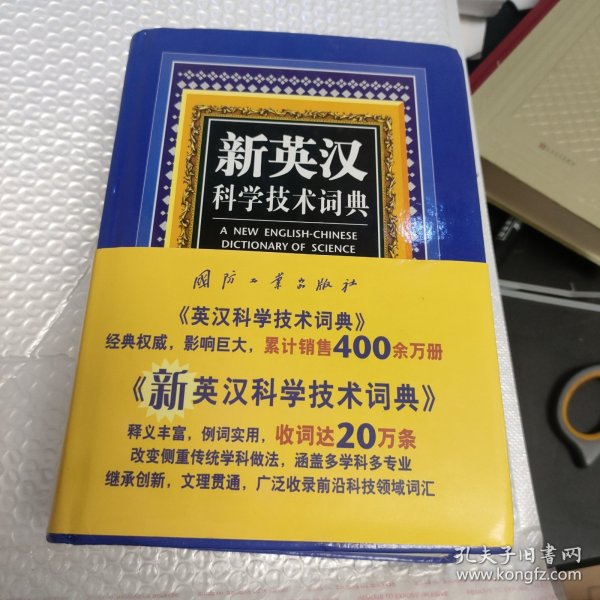 新英汉
科学技术词典
A NEW ENGLISH-CHINESE
DICTIONARY OF SCIENCE
国防工业出版社
《英汉科学技术词典》
经典权威，影响巨大，累计销售400余万册
《新英汉科学技术词典》
释义丰富，例词实用，收词达20万条
改变侧重传统学科做法，涵盖多学科多专业
继承创新，文理贯通，广泛收录前沿科技领域词汇
孔夫子旧书网
www.kongfz.com